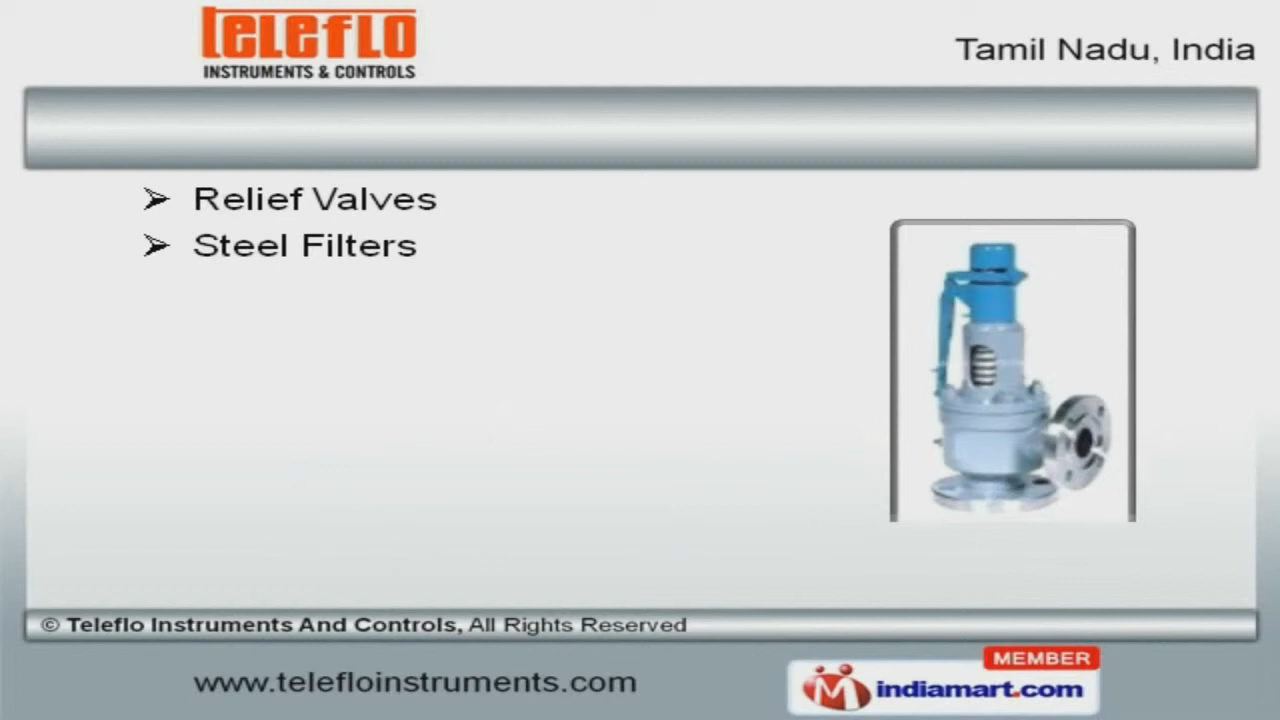 TELEFLO
INSTRUMENTS & CONTROLS
Tamil Nadu, India
➢ Relief Valves
➢ Steel Filters
© Teleflo Instruments And Controls, All Rights Reserved
www.telefloinstruments.com
MEMBER
indiamart.com